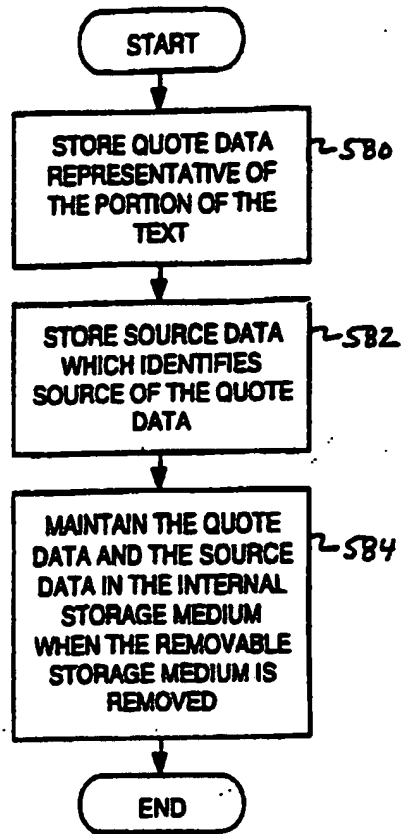 START
STORE QUOTE DATA
REPRESENTATIVE OF
THE PORTION OF THE
TEXT
580
STORE SOURCE DATA
WHICH IDENTIFIES
SOURCE OF THE QUOTE
DATA
582
MAINTAIN THE QUOTE
DATA AND THE SOURCE
DATA IN THE INTERNAL
STORAGE MEDIUM
WHEN THE REMOVABLE
STORAGE MEDIUM IS
REMOVED
584
END